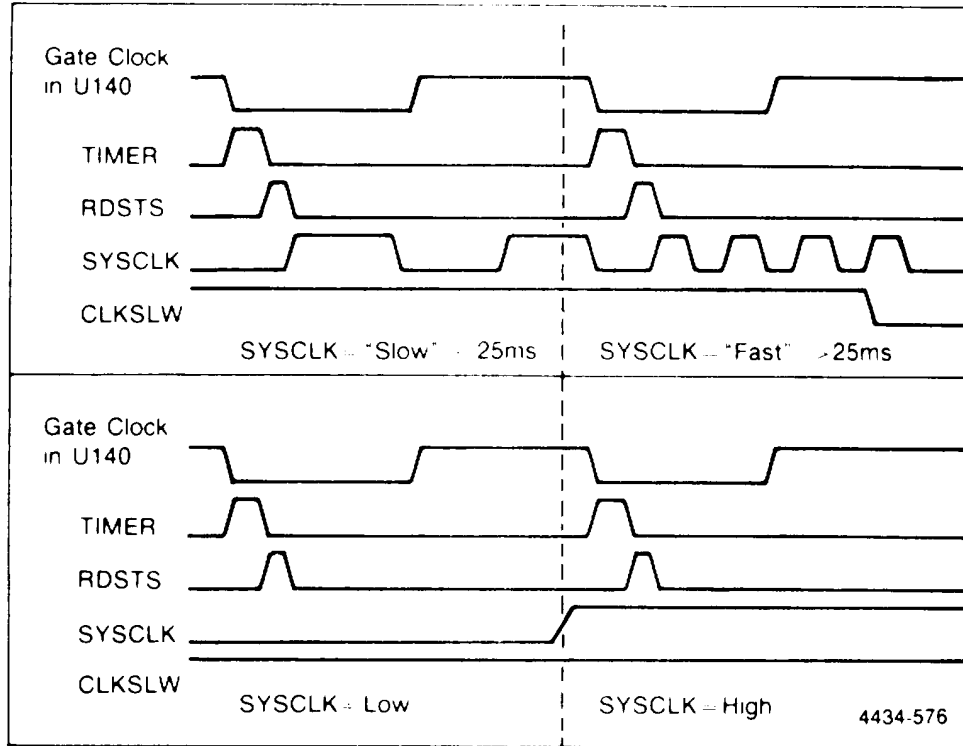 Gate Clock
in U140
TIMER
RDSTS
SYSCLK
CLKSLW
SYSCLK = "Slow" - 25ms
SYSCLK = "Fast" > 25ms
Gate Clock
in U140
TIMER
RDSTS
SYSCLK
CLKSLW
SYSCLK = Low
SYSCLK = High
4434-576